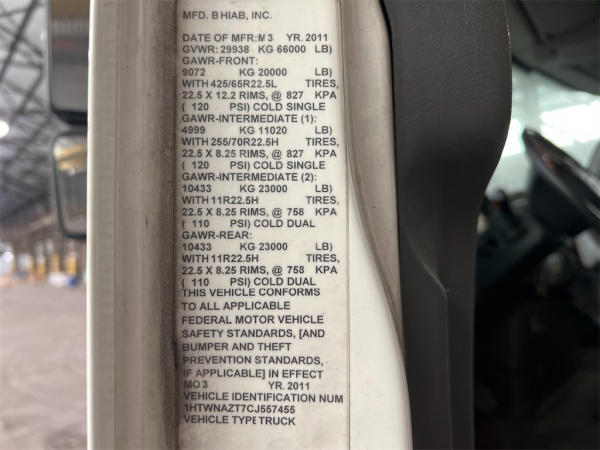 MFD. BHIAB, INC.
DATE OF MFR:M3 YR. 2011
GVWR: 29938 KG 66000 LB)
GAWR-FRONT:
9072 KG 20000 LB)
WITH 425/65R22.5L TIRES,
22.5 X 12.2 RIMS, @ 827 KPA
( 120 PSI) COLD SINGLE
GAWR-INTERMEDIATE (1):
4999 KG 11020 LB)
WITH 255/70R22.5H TIRES,
22.5 X 8.25 RIMS, @ 827 KPA
( 120 PSI) COLD SINGLE
GAWR-INTERMEDIATE (2):
10433 KG 23000 LB)
WITH 11R22.5H TIRES,
22.5 X 8.25 RIMS, @ 758 KPA
( 110 PSI) COLD DUAL
GAWR-REAR:
10433 KG 23000 LB)
WITH 11R22.5H TIRES,
22.5 X 8.25 RIMS, @ 758 KPA
( 110 PSI) COLD DUAL
THIS VEHICLE CONFORMS
TO ALL APPLICABLE
FEDERAL MOTOR VEHICLE
SAFETY STANDARDS, [AND
BUMPER AND THEFT
PREVENTION STANDARDS,
IF APPLICABLE] IN EFFECT
MO 3 YR. 2011
VEHICLE IDENTIFICATION NUM
1HTWNAZT7CJ557455
VEHICLE TYPE TRUCK